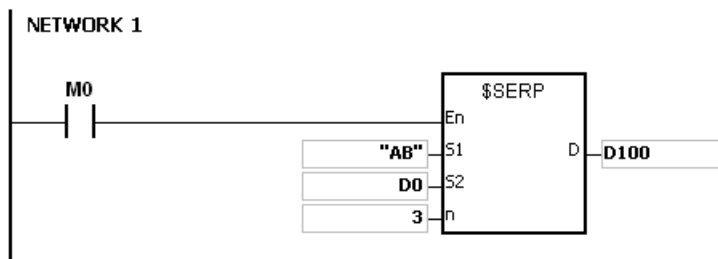 NETWORK 1
M0
$SERP
En
"AB" S1 D D100
D0 S2
3 n